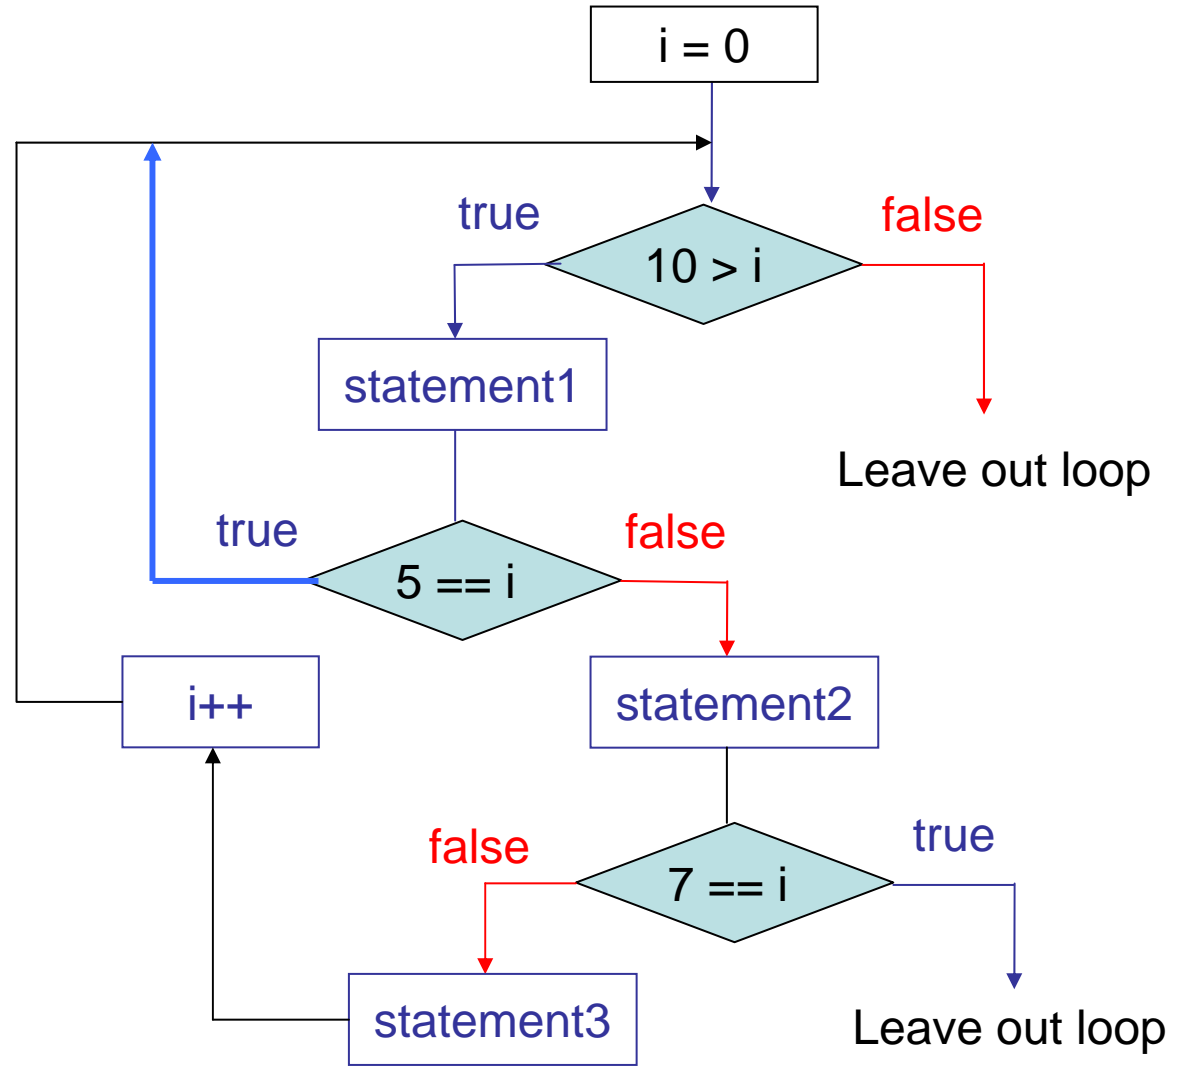 i = 0
true
false
10 > i
statement1
Leave out loop
true
false
5 == i
i++
statement2
false
true
7 == i
statement3
Leave out loop